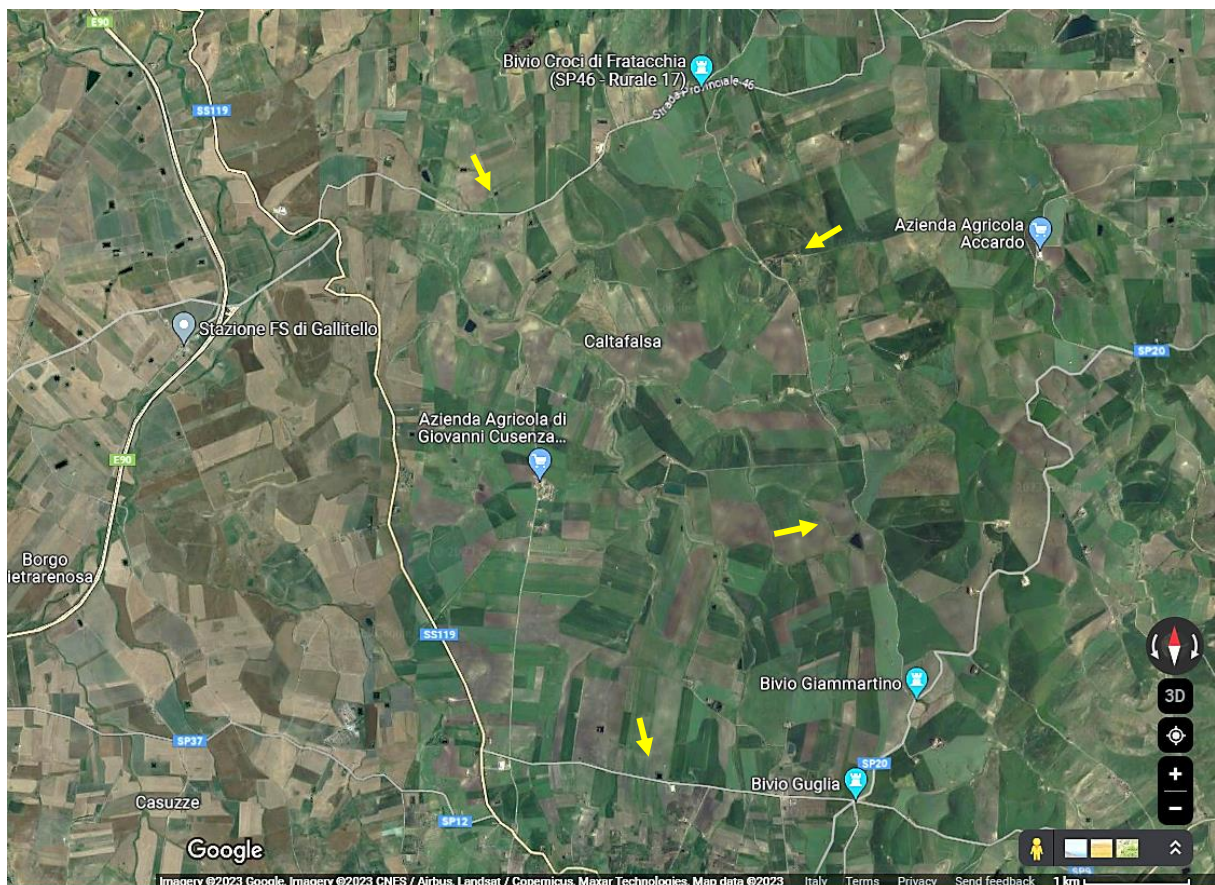 E90
Bivio Croci di Fratacchia
(SP46 - Rurale 17)
Strada Provinciale 46
SS119
Azienda Agricola
Accardo
Stazione FS di Gallitello
Caltafalsa
SP20
Azienda Agricola di
Giovanni Cusenza...
E90
Borgo
ietrarenosa
SS119
Bivio Giammartino
3D
SP37
SP20
Bivio Guglia
Casuzze
SP12
Google
SP9
Imagery ©2023 Google, Imagery ©2023 CNES / Airbus, Landsat / Copernicus, Maxar Technologies, Map data ©2023 Italy Terms Privacy Send feedback 1 km